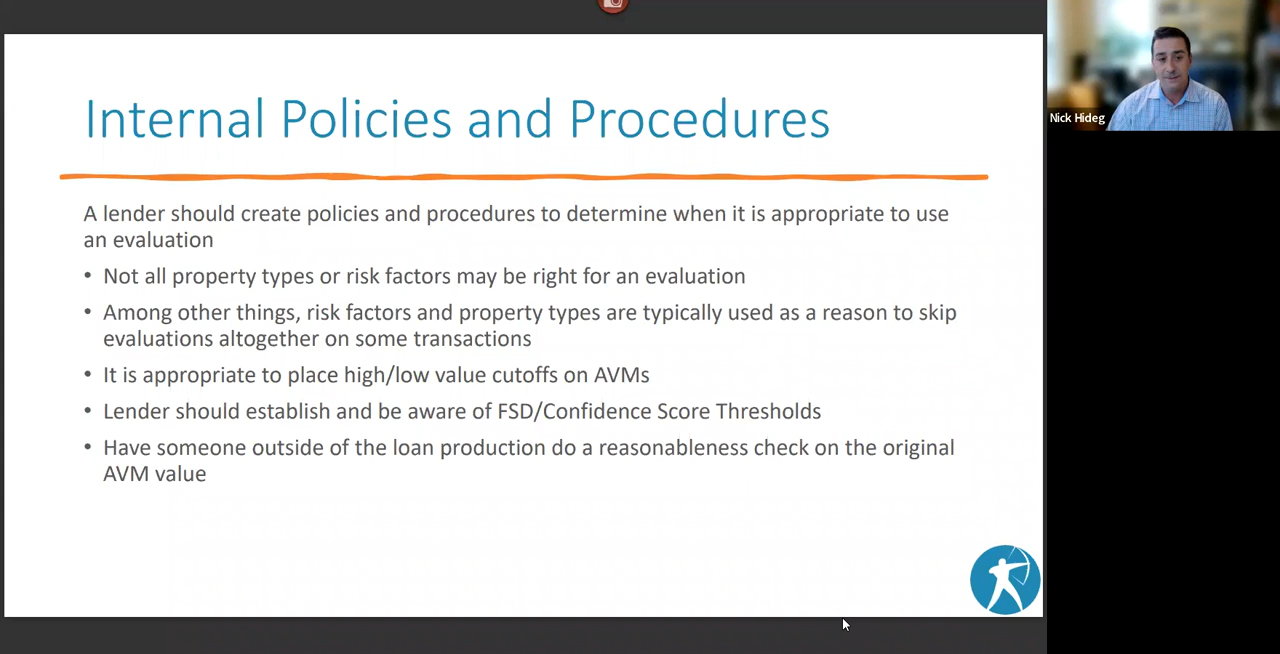 Internal Policies and Procedures
A lender should create policies and procedures to determine when it is appropriate to use
an evaluation
• Not all property types or risk factors may be right for an evaluation
• Among other things, risk factors and property types are typically used as a reason to skip
evaluations altogether on some transactions
• It is appropriate to place high/low value cutoffs on AVMs
• Lender should establish and be aware of FSD/Confidence Score Thresholds
• Have someone outside of the loan production do a reasonableness check on the original
AVM value
Nick Hideg